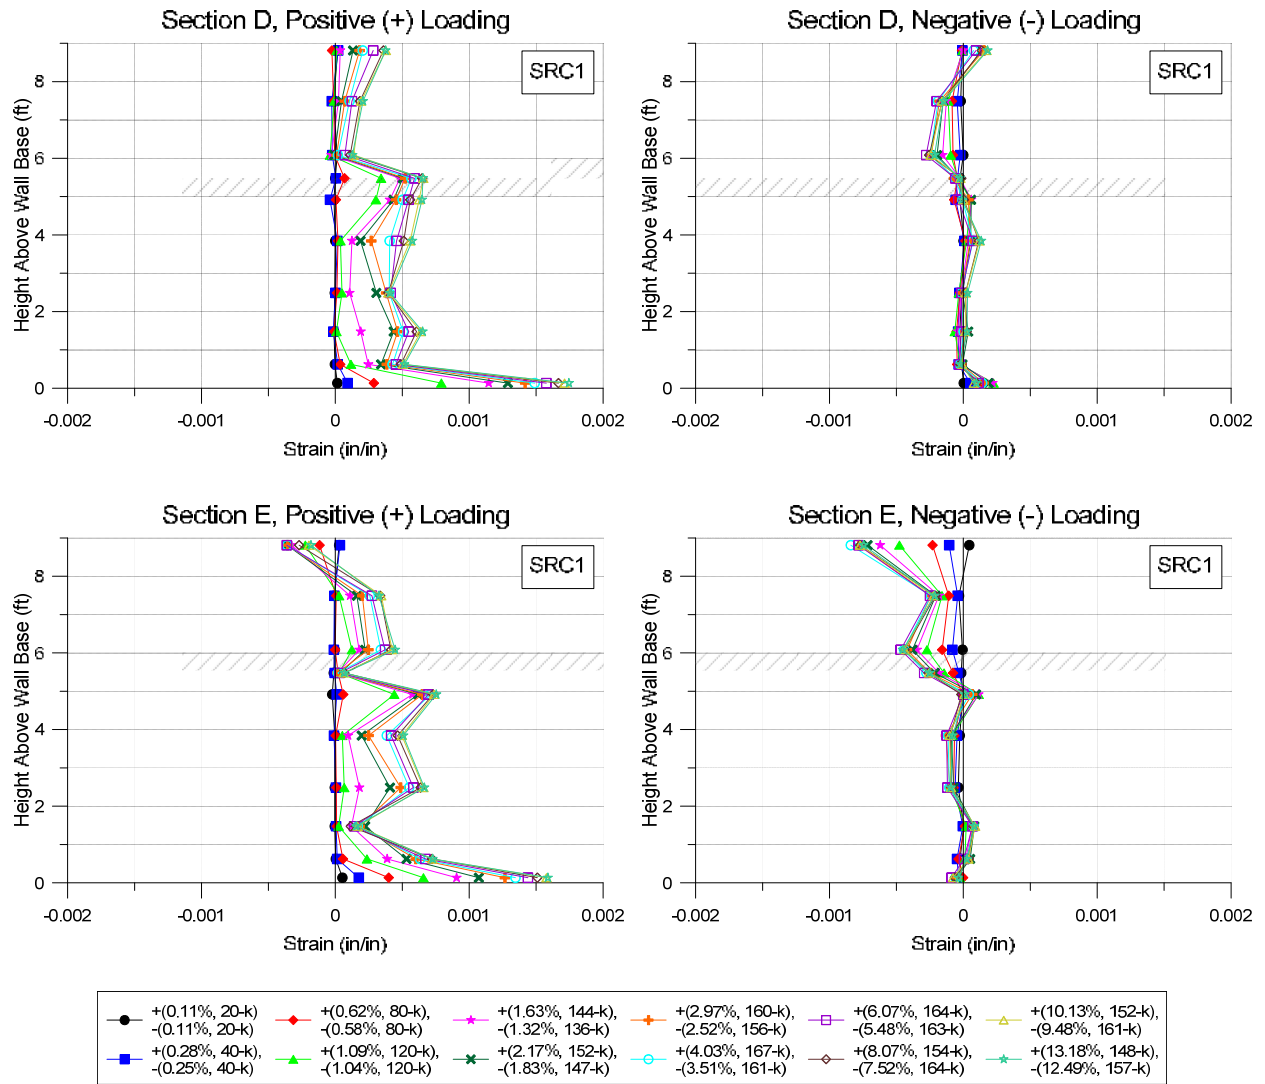 Section D, Positive (+) Loading
SRC1
Height Above Wall Base (ft)
8
6
4
2
0
-0.002 -0.001 0 0.001 0.002
Strain (in/in)
Section D, Negative (-) Loading
SRC1
Height Above Wall Base (ft)
8
6
4
2
0
-0.002 -0.001 0 0.001 0.002
Strain (in/in)
Section E, Positive (+) Loading
SRC1
Height Above Wall Base (ft)
8
6
4
2
0
-0.002 -0.001 0 0.001 0.002
Strain (in/in)
Section E, Negative (-) Loading
SRC1
Height Above Wall Base (ft)
8
6
4
2
0
-0.002 -0.001 0 0.001 0.002
Strain (in/in)
+(0.11%, 20-k),
-(0.11%, 20-k)
+(0.28%, 40-k),
-(0.25%, 40-k)
+(0.62%, 80-k),
-(0.58%, 80-k)
+(1.09%, 120-k),
-(1.04%, 120-k)
+(1.63%, 144-k),
-(1.32%, 136-k)
+(2.17%, 152-k),
-(1.83%, 147-k)
+(2.97%, 160-k),
-(2.52%, 156-k)
+(4.03%, 167-k),
-(3.51%, 161-k)
+(6.07%, 164-k),
-(5.48%, 163-k)
+(8.07%, 154-k),
-(7.52%, 164-k)
+(10.13%, 152-k),
-(9.48%, 161-k)
+(13.18%, 148-k),
-(12.49%, 157-k)